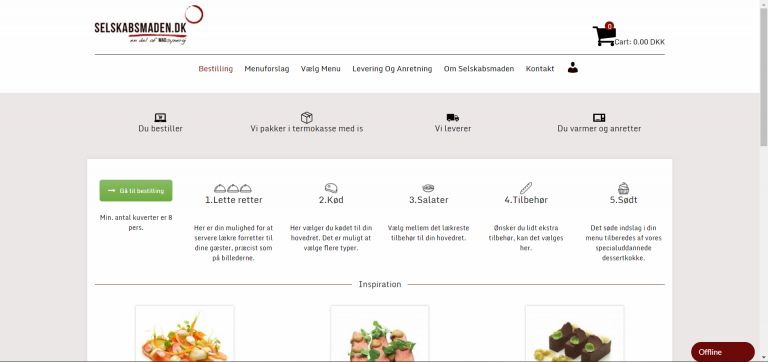 SELSKABSMADEN.DK
en del af MADkompagniet
0
Cart: 0.00 DKK
Bestilling Menuforslag Vælg Menu Levering Og Anretning Om Selskabsmaden Kontakt
Du bestiller Vi pakker i termokasse med is Vi leverer Du varmer og anretter
Gå til bestilling
Min. antal kuverter er 8
pers.
1.Lette retter
Her er din mulighed for at
servere lækre forretter til
dine gæster, præcist som
på billederne.
2.Kød
Her vælger du kødet til din
hovedret. Det er muligt at
vælge flere typer.
3.Salater
Vælg mellem det lækreste
tilbehør til din hovedret.
4.Tilbehør
Ønsker du lidt ekstra
tilbehør, kan det vælges
her.
5.Sødt
Det søde indslag i din
menu tilberedes af vores
specialuddannede
dessertkokke.
Inspiration
Offline